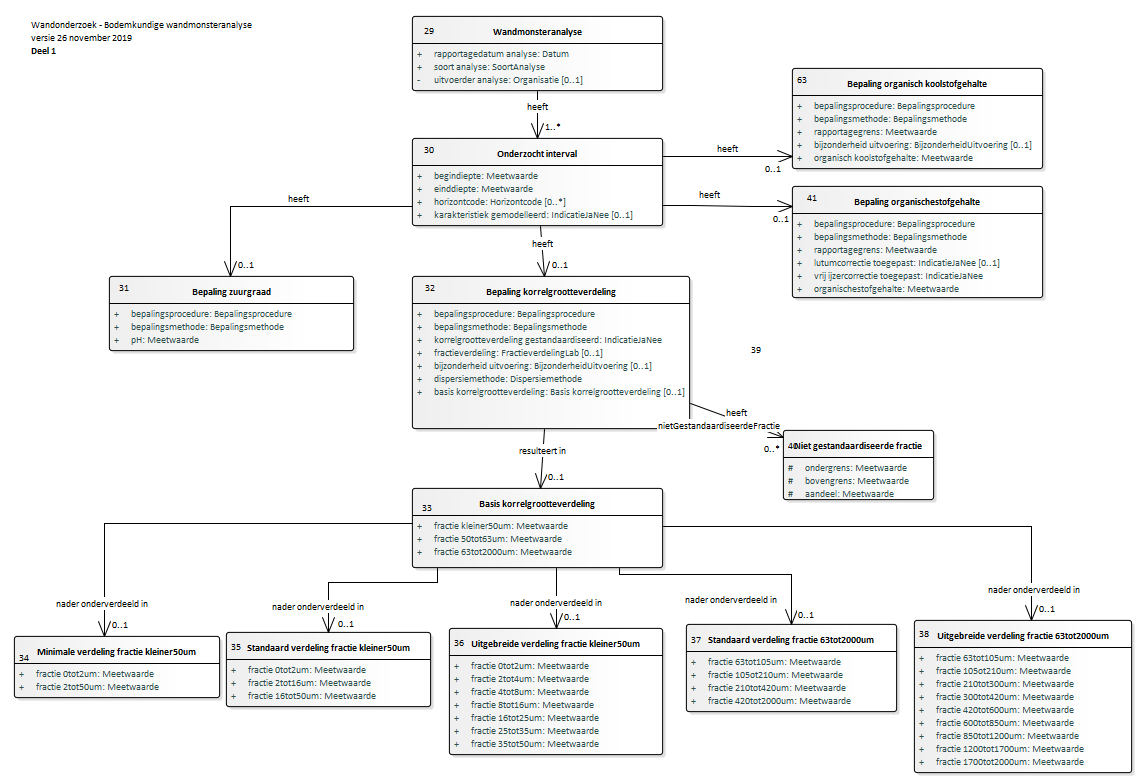 Wandonderzoek - Bodemkundige wandmonsteranalyse
versie 26 november 2019
Deel 1
29
Wandmonsteranalyse
+ rapportagedatum analyse: Datum
+ soort analyse: SoortAnalyse
- uitvoerder analyse: Organisatie [0..1]
heeft
1..*
30
Onderzocht interval
+ begindiepte: Meetwaarde
+ einddiepte: Meetwaarde
+ horizontcode: Horizontcode [0..*]
+ karakteristiek gemodelleerd: IndicatieJaNee [0..1]
heeft
0..1
63
Bepaling organisch koolstofgehalte
+ bepalingsprocedure: Bepalingsprocedure
+ bepalingsmethode: Bepalingsmethode
+ rapportagegrens: Meetwaarde
+ bijzonderheid uitvoering: BijzonderheidUitvoering [0..1]
+ organisch koolstofgehalte: Meetwaarde
heeft
0..1
41
Bepaling organischestofgehalte
+ bepalingsprocedure: Bepalingsprocedure
+ bepalingsmethode: Bepalingsmethode
+ rapportagegrens: Meetwaarde
+ lutumcorrectie toegepast: IndicatieJaNee [0..1]
+ vrij ijzercorrectie toegepast: IndicatieJaNee
+ organischestofgehalte: Meetwaarde
heeft
0..1
31
Bepaling zuurgraad
+ bepalingsprocedure: Bepalingsprocedure
+ bepalingsmethode: Bepalingsmethode
+ pH: Meetwaarde
heeft
0..1
32
Bepaling korrelgrootteverdeling
+ bepalingsprocedure: Bepalingsprocedure
+ bepalingsmethode: Bepalingsmethode
+ korrelgrootteverdeling gestandaardiseerd: IndicatieJaNee
+ fractieverdeling: FractieverdelingLab [0..1]
+ bijzonderheid uitvoering: BijzonderheidUitvoering [0..1]
+ dispersiemethode: Dispersiemethode
+ basis korrelgrootteverdeling: Basis korrelgrootteverdeling [0..1]
39
heeft
nietGestandaardiseerdeFractie
0..*
40
Niet gestandaardiseerde fractie
# ondergrens: Meetwaarde
# bovengrens: Meetwaarde
# aandeel: Meetwaarde
resulteert in
0..1
33
Basis korrelgrootteverdeling
+ fractie kleiner50um: Meetwaarde
+ fractie 50tot63um: Meetwaarde
+ fractie 63tot2000um: Meetwaarde
nader onderverdeeld in
0..1
34
Minimale verdeling fractie kleiner50um
+ fractie 0tot2um: Meetwaarde
+ fractie 2tot50um: Meetwaarde
nader onderverdeeld in
0..1
35
Standaard verdeling fractie kleiner50um
+ fractie 0tot2um: Meetwaarde
+ fractie 2tot16um: Meetwaarde
+ fractie 16tot50um: Meetwaarde
nader onderverdeeld in
0..1
36
Uitgebreide verdeling fractie kleiner50um
+ fractie 0tot2um: Meetwaarde
+ fractie 2tot4um: Meetwaarde
+ fractie 4tot8um: Meetwaarde
+ fractie 8tot16um: Meetwaarde
+ fractie 16tot25um: Meetwaarde
+ fractie 25tot35um: Meetwaarde
+ fractie 35tot50um: Meetwaarde
nader onderverdeeld in
0..1
37
Standaard verdeling fractie 63tot2000um
+ fractie 63tot105um: Meetwaarde
+ fractie 105ot210um: Meetwaarde
+ fractie 210tot420um: Meetwaarde
+ fractie 420tot2000um: Meetwaarde
nader onderverdeeld in
0..1
38
Uitgebreide verdeling fractie 63tot2000um
+ fractie 63tot105um: Meetwaarde
+ fractie 105ot210um: Meetwaarde
+ fractie 210tot300um: Meetwaarde
+ fractie 300tot420um: Meetwaarde
+ fractie 420tot600um: Meetwaarde
+ fractie 600tot850um: Meetwaarde
+ fractie 850tot1200um: Meetwaarde
+ fractie 1200tot1700um: Meetwaarde
+ fractie 1700tot2000um: Meetwaarde